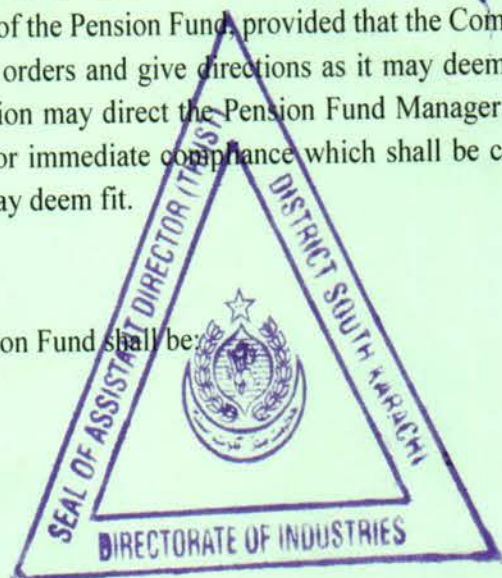 of the Pension Fund, provided that the Com
orders and give directions as it may deem
ion may direct the Pension Fund Manager
or immediate compliance which shall be c
ay deem fit.
on Fund shall be:
SEAL OF ASSISTANT DIRECTOR (TRUST)
DISTRICT SOUTH KARACHI
DIRECTORATE OF INDUSTRIES